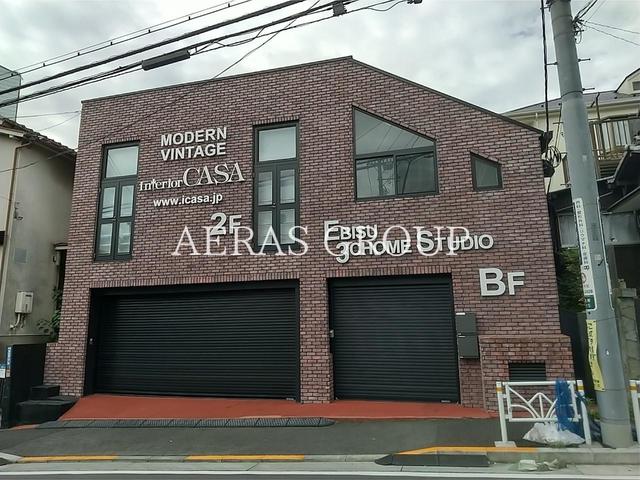 MODERN
VINTAGE
Interior CASA
www.icasa.jp
2F
AERAS GROUP
EBISU
3CHOME STUDIO
BF